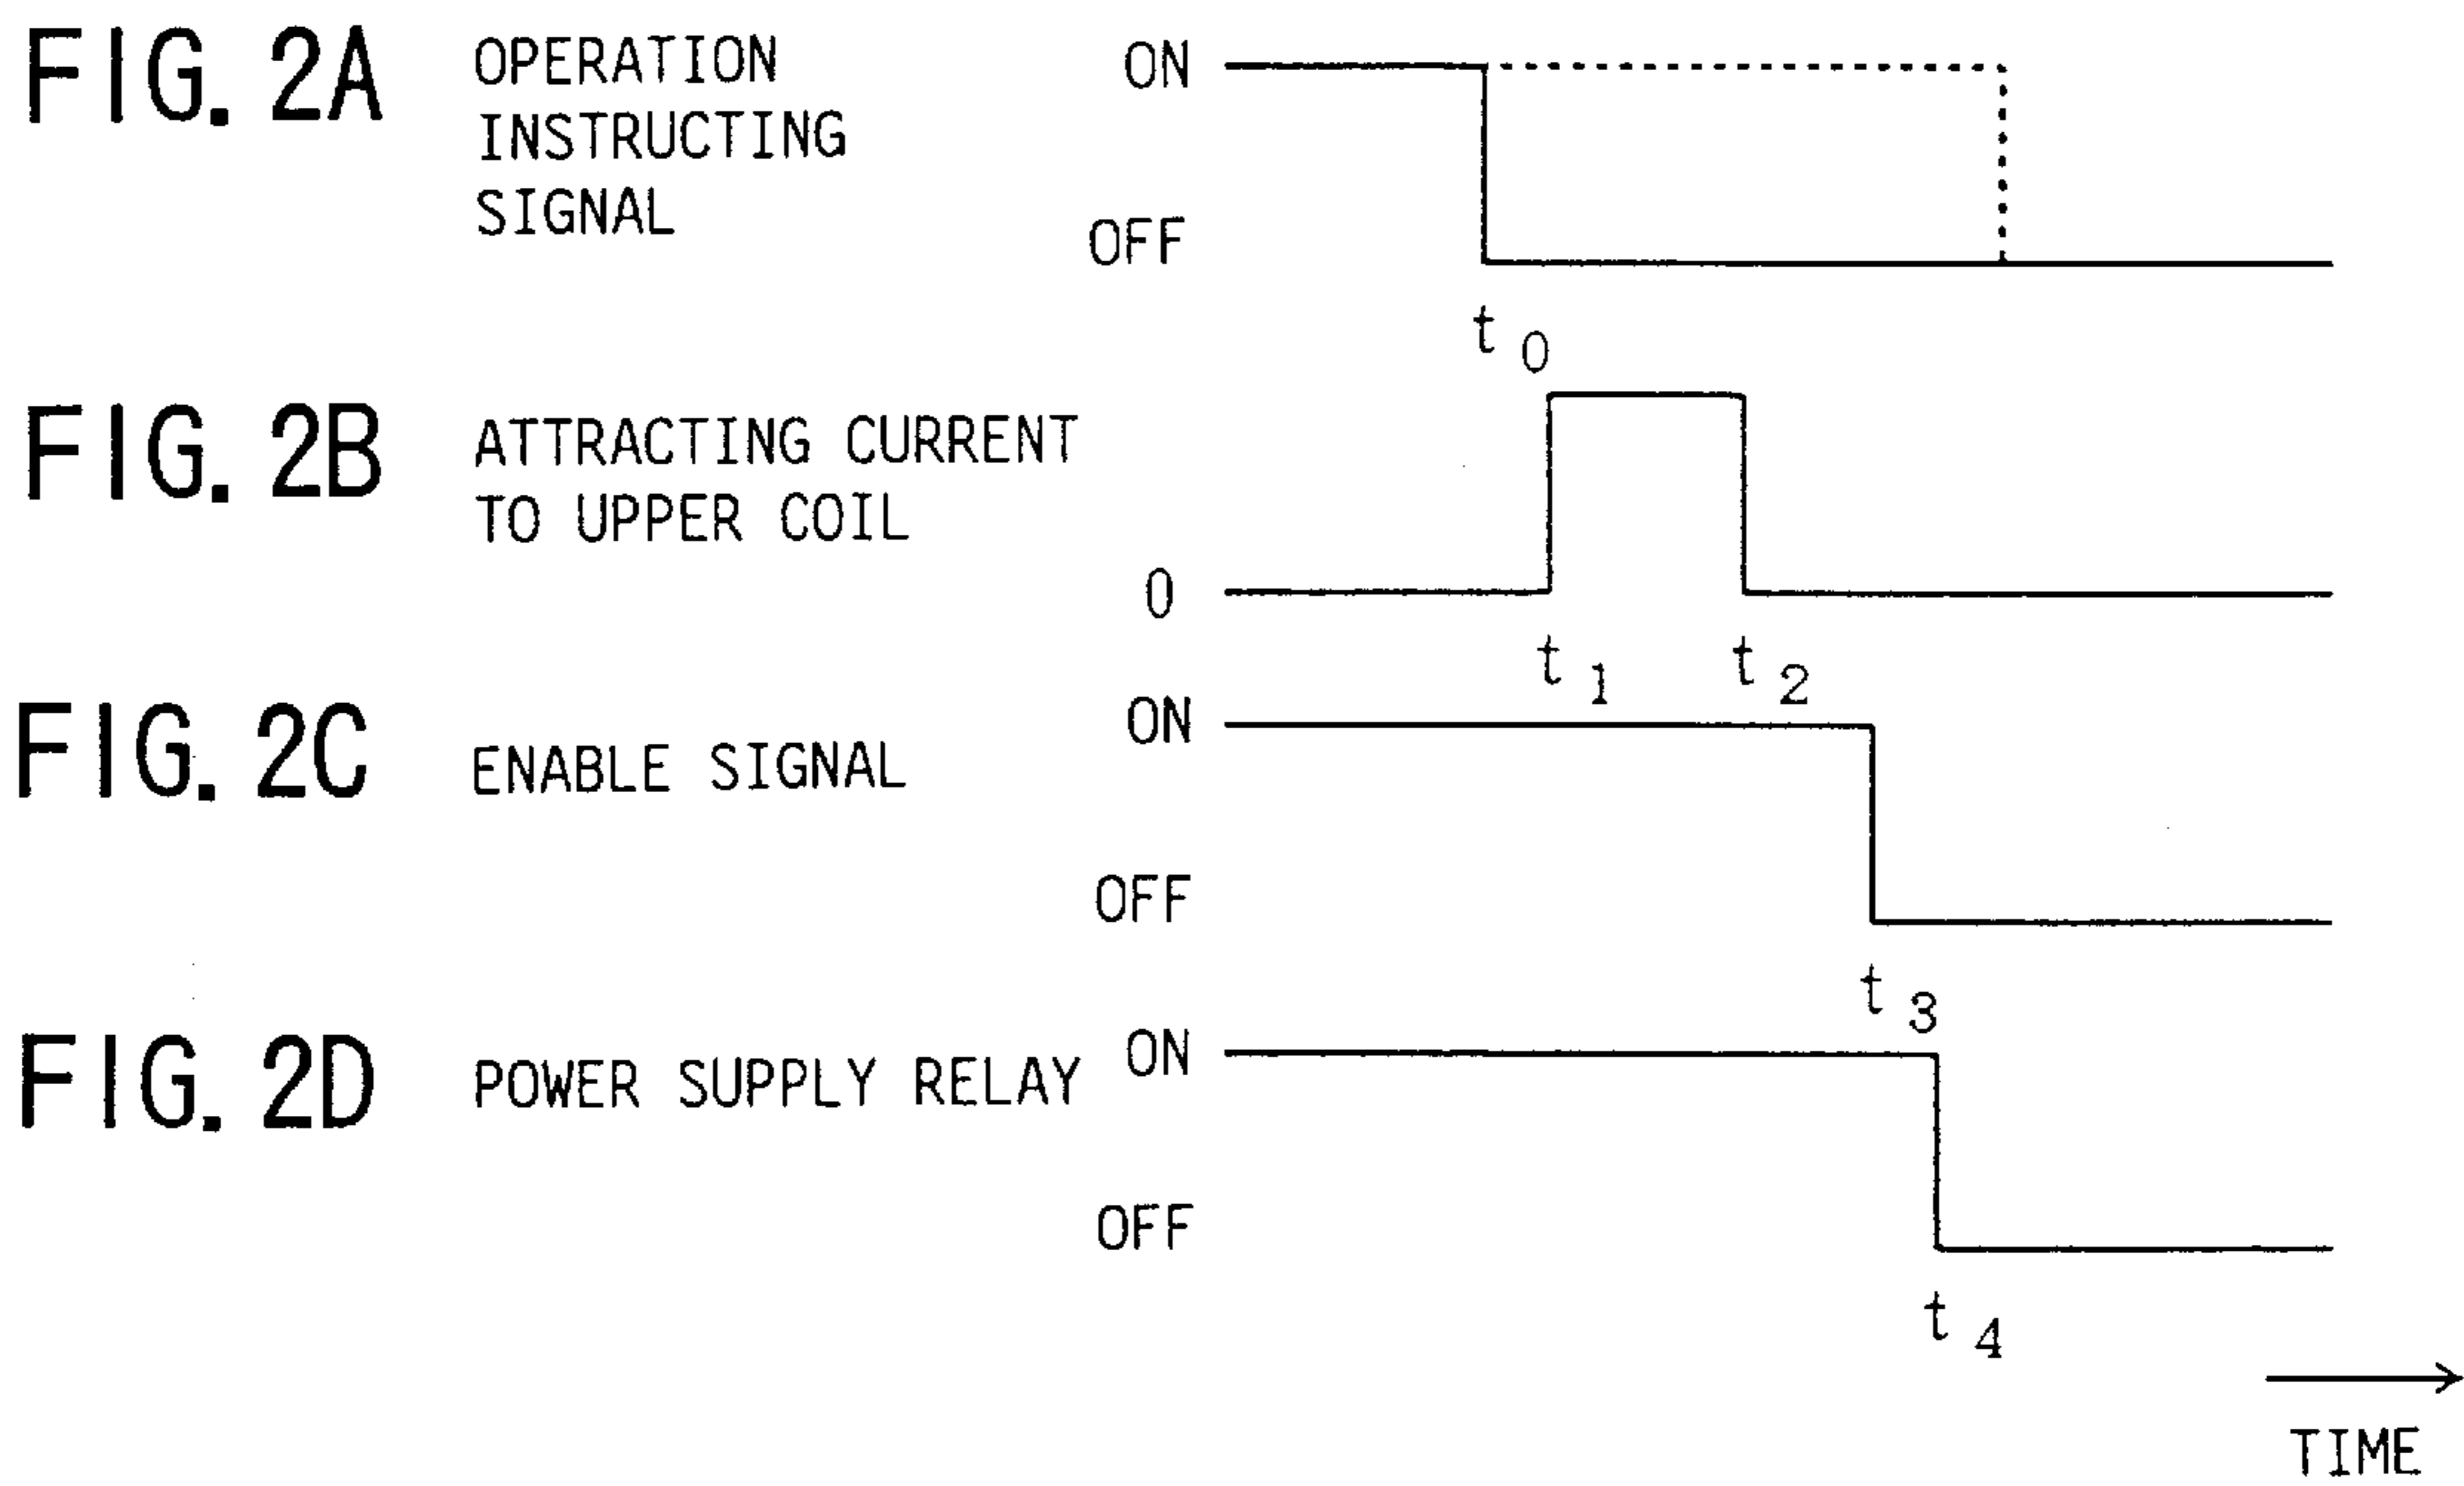 FIG. 2A
OPERATION
INSTRUCTING
SIGNAL
ON
OFF
t0
FIG. 2B
ATTRACTING CURRENT
TO UPPER COIL
0
t1
t2
FIG. 2C
ENABLE SIGNAL
ON
OFF
t3
FIG. 2D
POWER SUPPLY RELAY
ON
OFF
t4
TIME